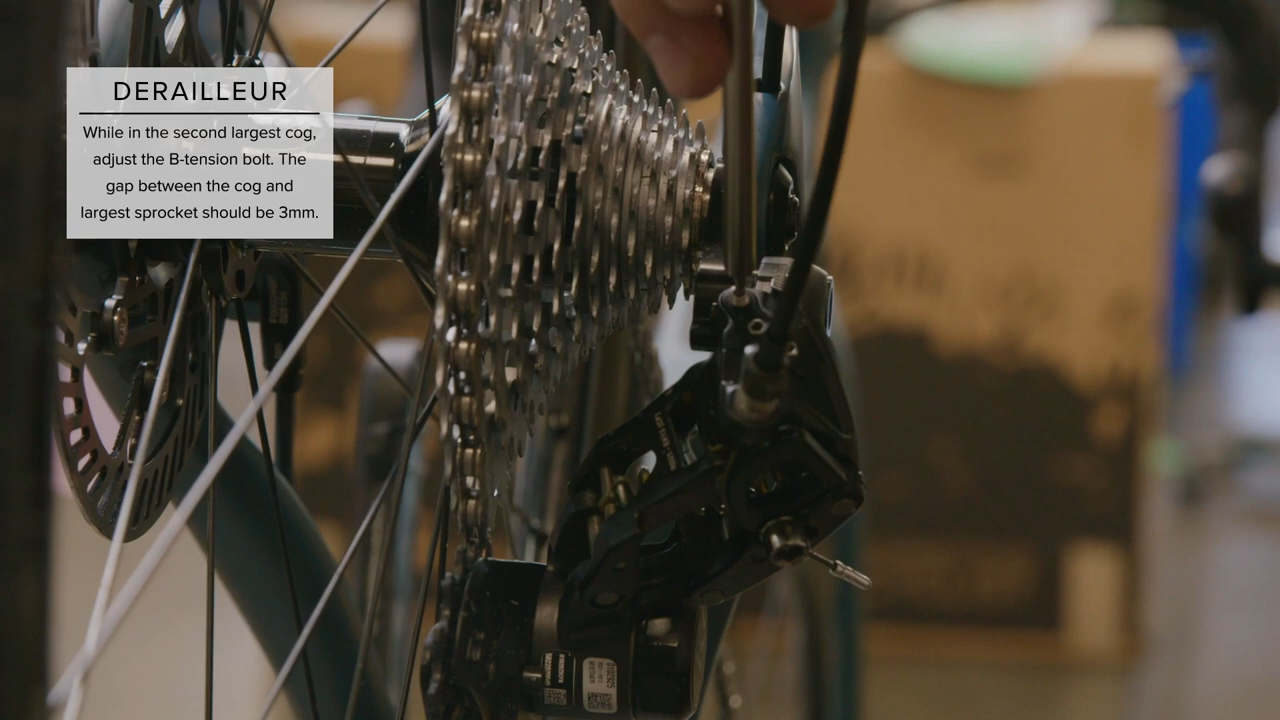 DERAILLEUR
While in the second largest cog,
adjust the B-tension bolt. The
gap between the cog and
largest sprocket should be 3mm.